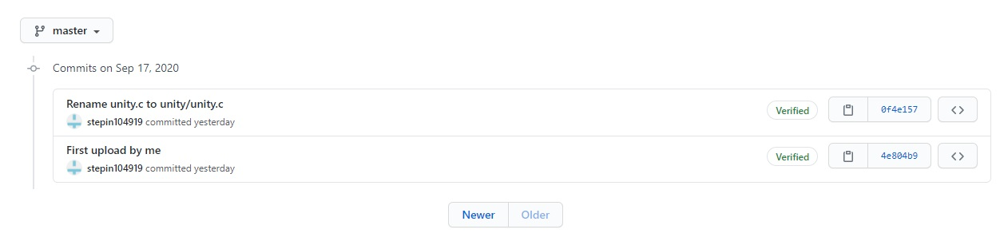 master
Commits on Sep 17, 2020
Rename unity.c to unity/unity.c
stepin104919 committed yesterday
Verified
0f4e157
First upload by me
stepin104919 committed yesterday
Verified
4e804b9
Newer
Older